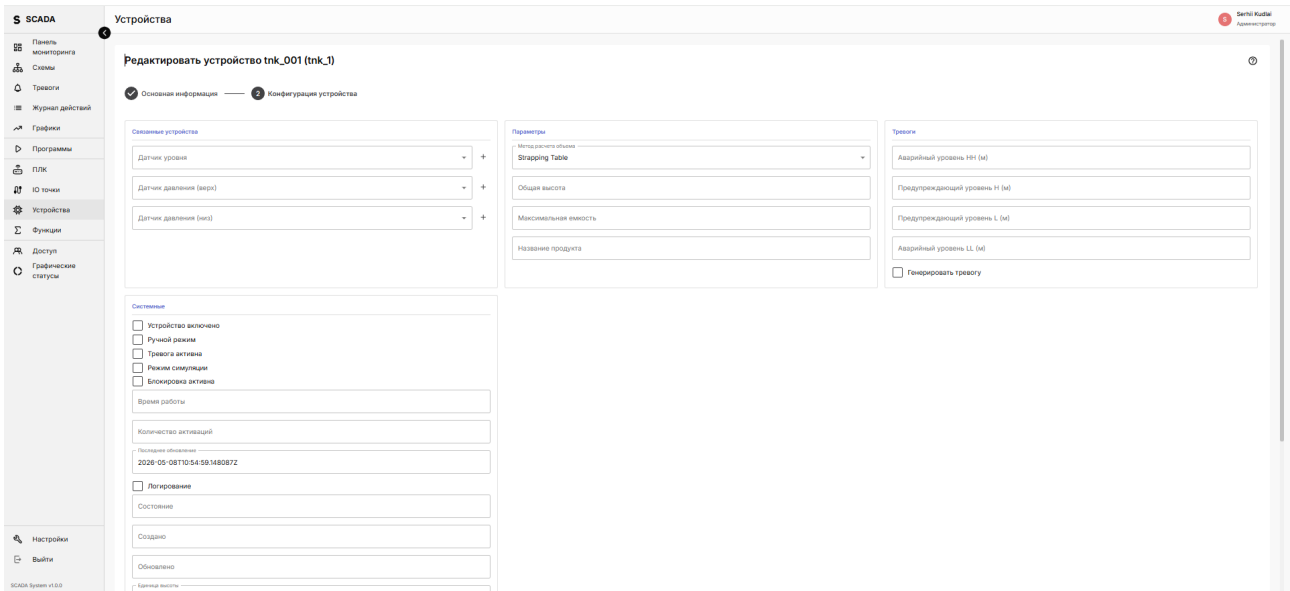 S SCADA
Панель
мониторинга
Схемы
Тревоги
Журнал действий
Графики
Программы
ПЛК
IO точки
Устройства
Функции
Доступ
Графические
статусы
Настройки
Выйти
SCADA System v1.0.0
Устройства
S
Serhii Kudlai
Администратор
Редактировать устройство tnk_001 (tnk_1)
Основная информация
2 Конфигурация устройства
Связанные устройства
Датчик уровня
Датчик давления (верх)
Датчик давления (низ)
Параметры
Метод расчета объема
Strapping Table
Общая высота
Максимальная емкость
Название продукта
Тревоги
Аварийный уровень HH (м)
Предупреждающий уровень H (м)
Предупреждающий уровень L (м)
Аварийный уровень LL (м)
Генерировать тревогу
Системные
Устройство включено
Ручной режим
Тревога активна
Режим симуляции
Блокировка активна
Время работы
Количество активаций
Последнее обновление
2026-05-08T10:54:59.148087Z
Логирование
Состояние
Создано
Обновлено
Единица высоты